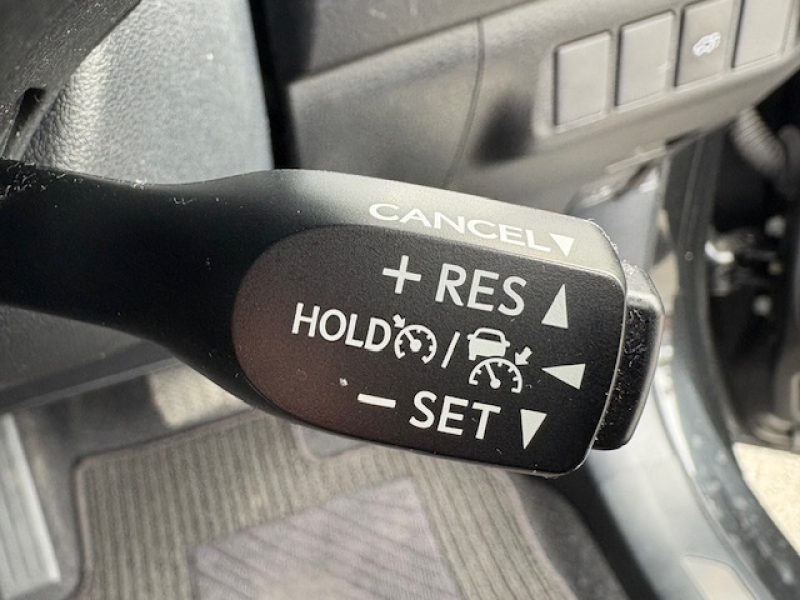 CANCEL
+ RES
HOLD /
- SET